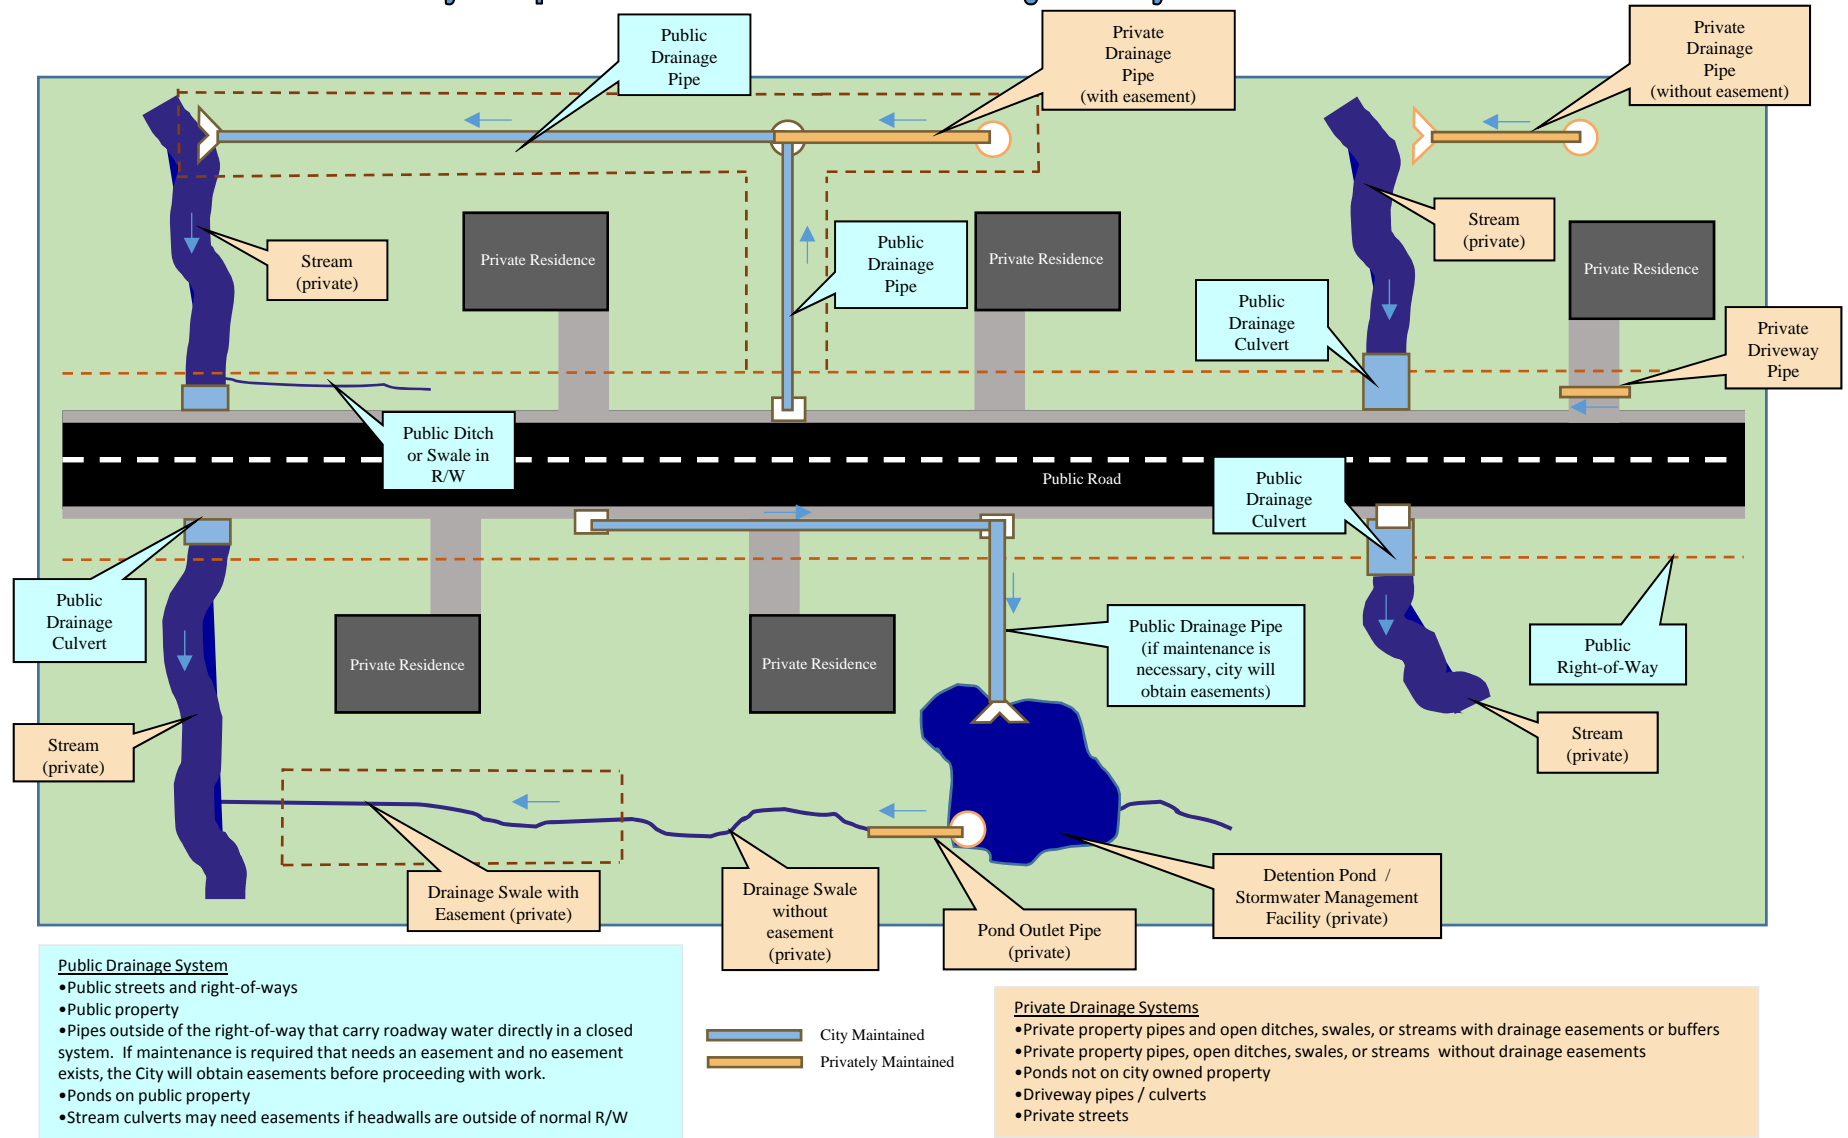 Public
Drainage
Pipe
Private
Drainage
Pipe
(with easement)
Private
Drainage
Pipe
(without easement)
Stream
(private)
Private Residence
Public
Drainage
Pipe
Private Residence
Stream
(private)
Private Residence
Public
Drainage
Culvert
Private
Driveway
Pipe
Public Ditch
or Swale in
R/W
Public Road
Public
Drainage
Culvert
Public
Drainage
Culvert
Private Residence
Private Residence
Public Drainage Pipe
(if maintenance is
necessary, city will
obtain easements)
Public
Right-of-Way
Stream
(private)
Stream
(private)
Drainage Swale with
Easement (private)
Drainage Swale
without
easement
(private)
Pond Outlet Pipe
(private)
Detention Pond /
Stormwater Management
Facility (private)
Public Drainage System
•Public streets and right-of-ways
•Public property
•Pipes outside of the right-of-way that carry roadway water directly in a closed
system. If maintenance is required that needs an easement and no easement
exists, the City will obtain easements before proceeding with work.
•Ponds on public property
•Stream culverts may need easements if headwalls are outside of normal R/W
City Maintained
Privately Maintained
Private Drainage Systems
•Private property pipes and open ditches, swales, or streams with drainage easements or buffers
•Private property pipes, open ditches, swales, or streams without drainage easements
•Ponds not on city owned property
•Driveway pipes / culverts
•Private streets